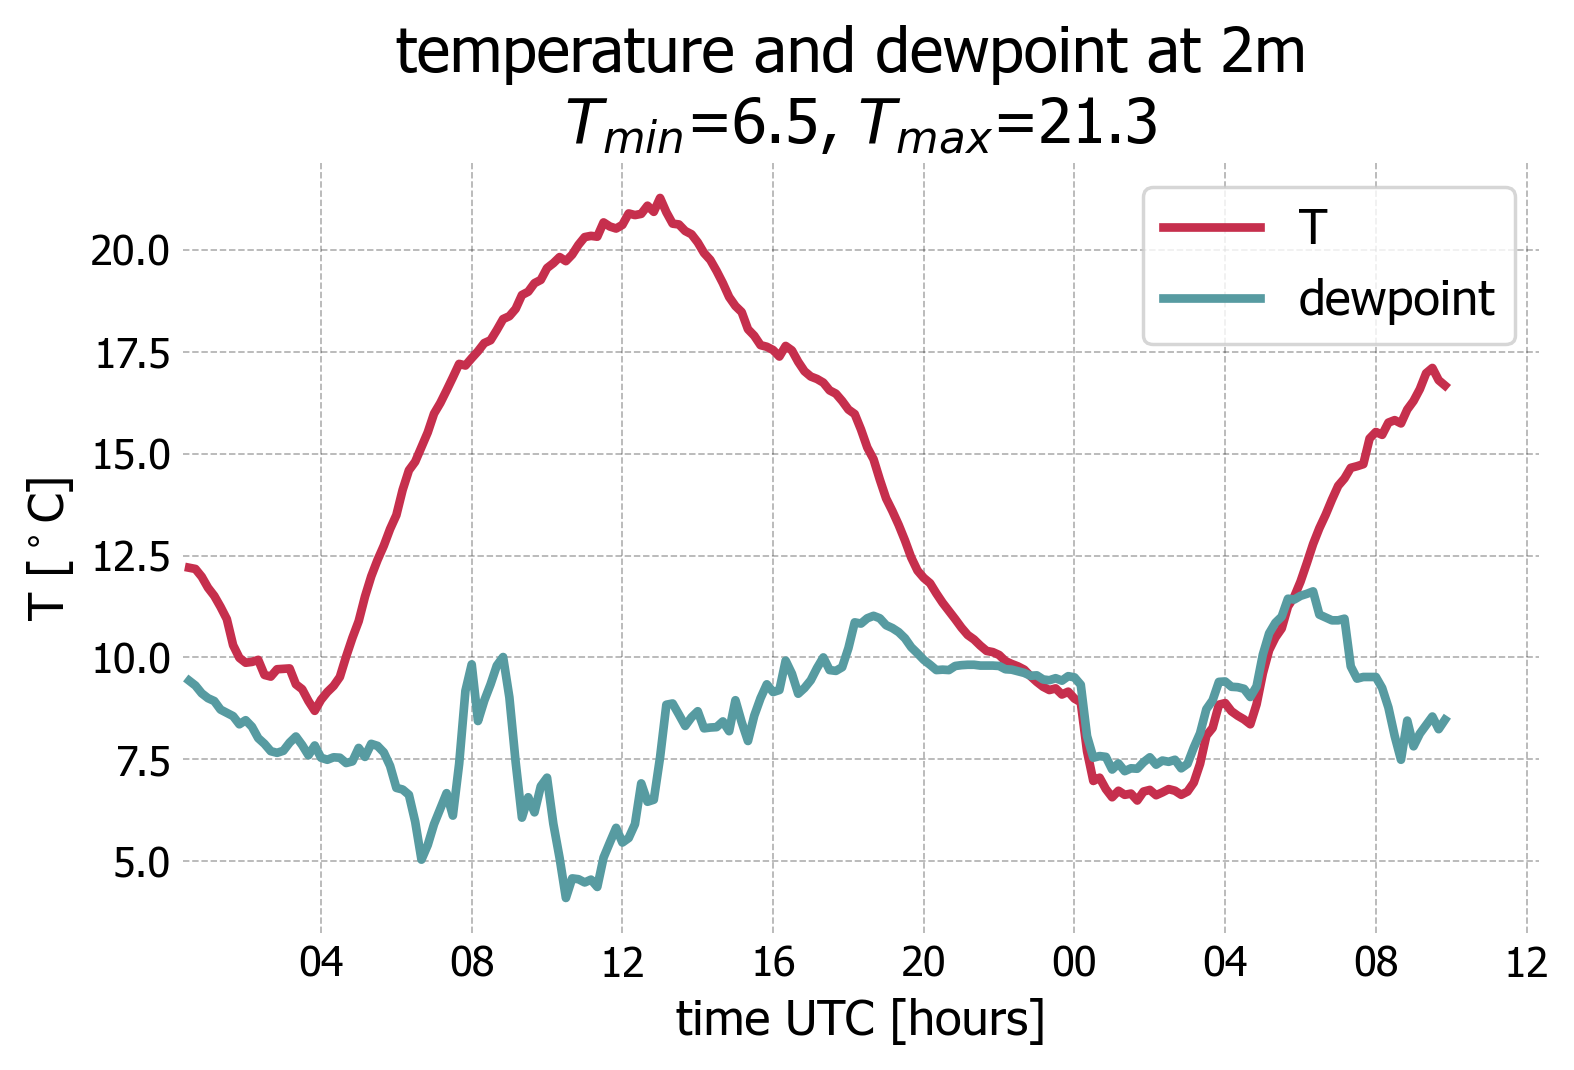 temperature and dewpoint at 2m
T_min=6.5, T_max=21.3
T
dewpoint
20.0
17.5
15.0
12.5
10.0
7.5
5.0
T [°C]
04 08 12 16 20 00 04 08 12
time UTC [hours]